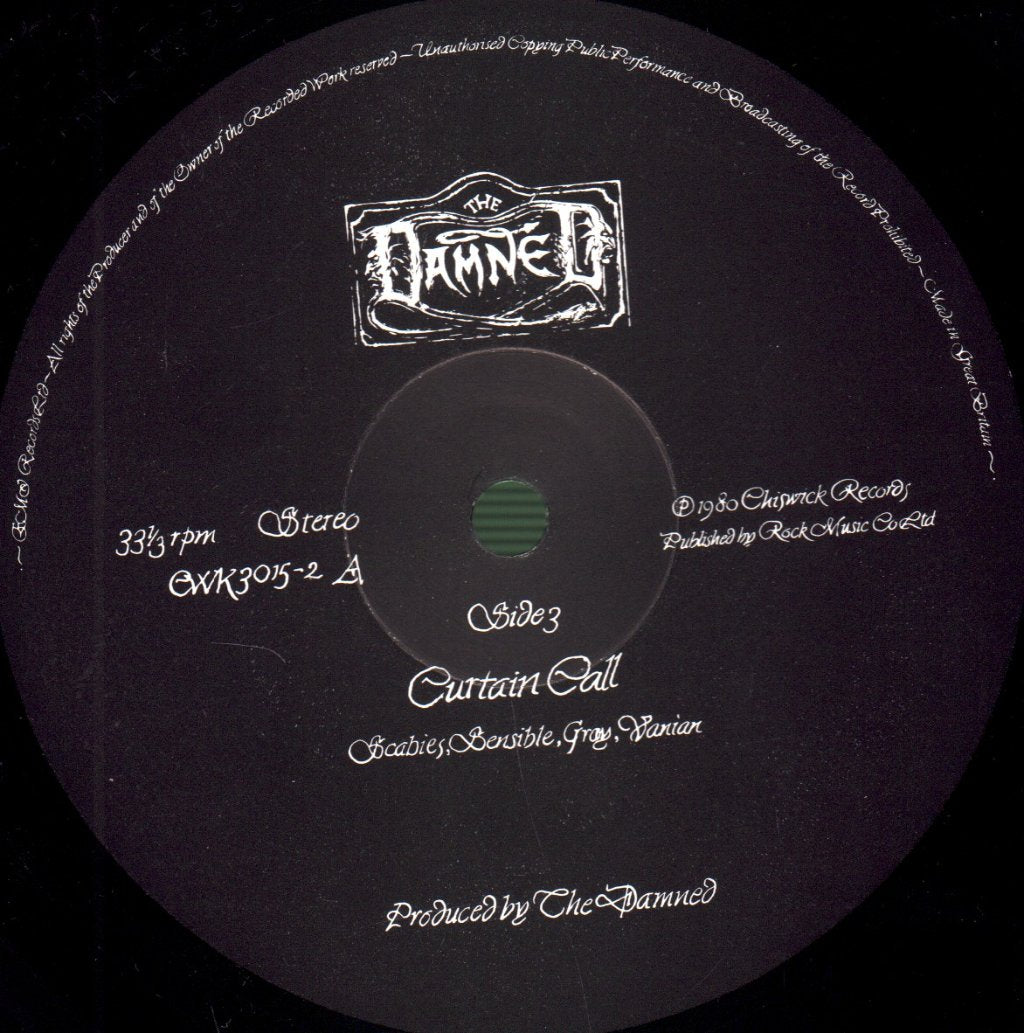 ~ EMI Records Ltd ~ All rights of the Producer and of the Owner of the Recorded Work reserved ~ Unauthorised Copying Public Performance and Broadcasting of the Record Prohibited ~ Made in Great Britain ~
THE
DAMNED
33⅓ rpm Stereo
CWK 3015-2 A
℗ 1980 Chiswick Records
Published by Rock Music Co Ltd
Side 3
Curtain Call
Scabies, Sensible, Gray, Vanian
Produced by The Damned